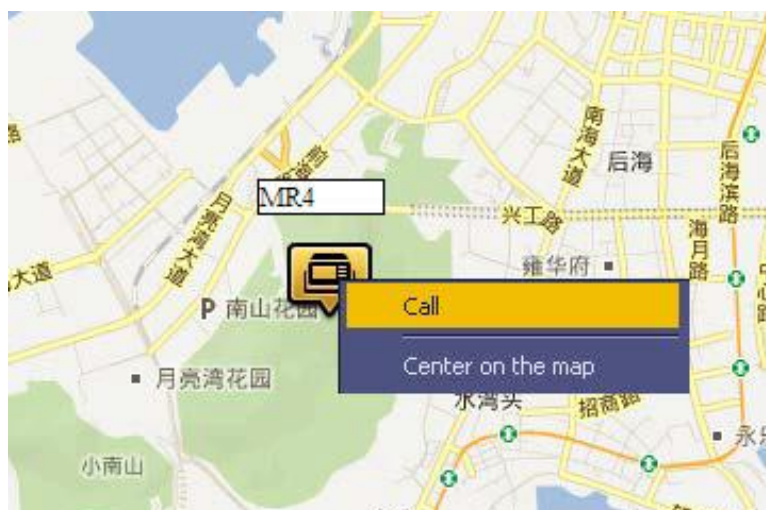 南海大道
后海
后海滨路
MR4
兴工路
海月路
月亮湾大道
大道
雍华府
Call
P 南山花园
Center on the map
月亮湾花园
水湾头
招商路
小南山